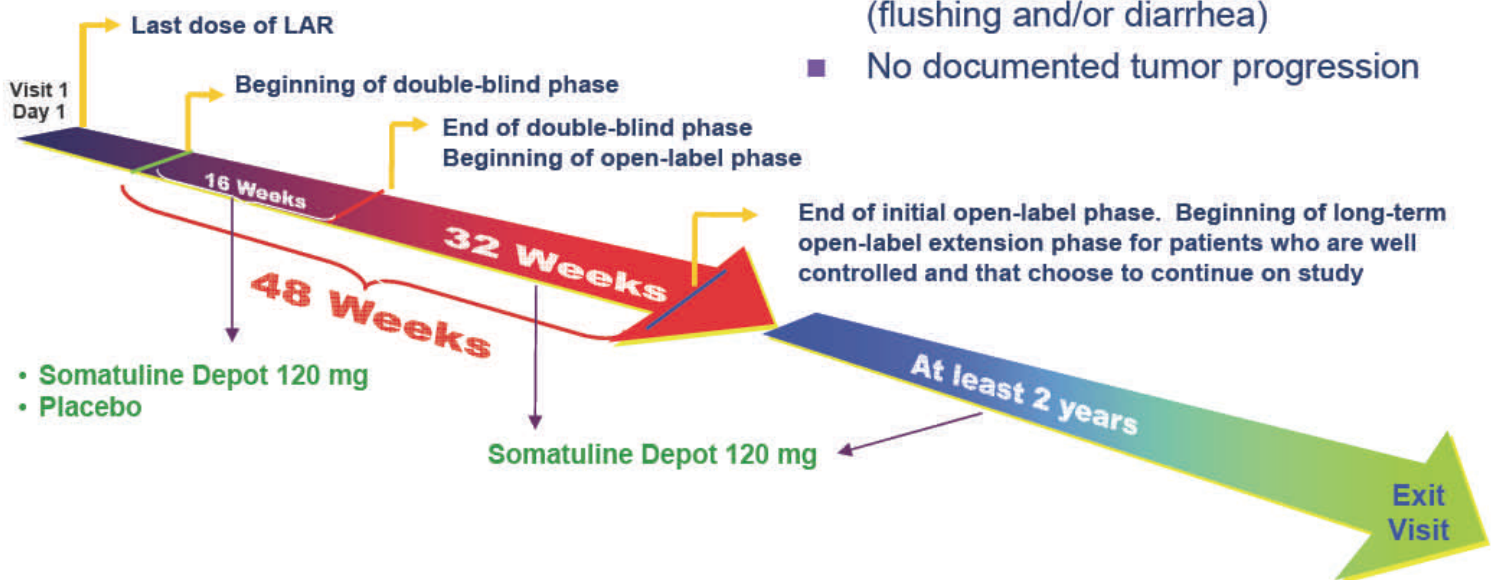 (flushing and/or diarrhea)
■ No documented tumor progression
Last dose of LAR
Visit 1
Day 1
Beginning of double-blind phase
End of double-blind phase
Beginning of open-label phase
16 Weeks
32 Weeks
48 Weeks
End of initial open-label phase. Beginning of long-term
open-label extension phase for patients who are well
controlled and that choose to continue on study
• Somatuline Depot 120 mg
• Placebo
Somatuline Depot 120 mg
At least 2 years
Exit
Visit